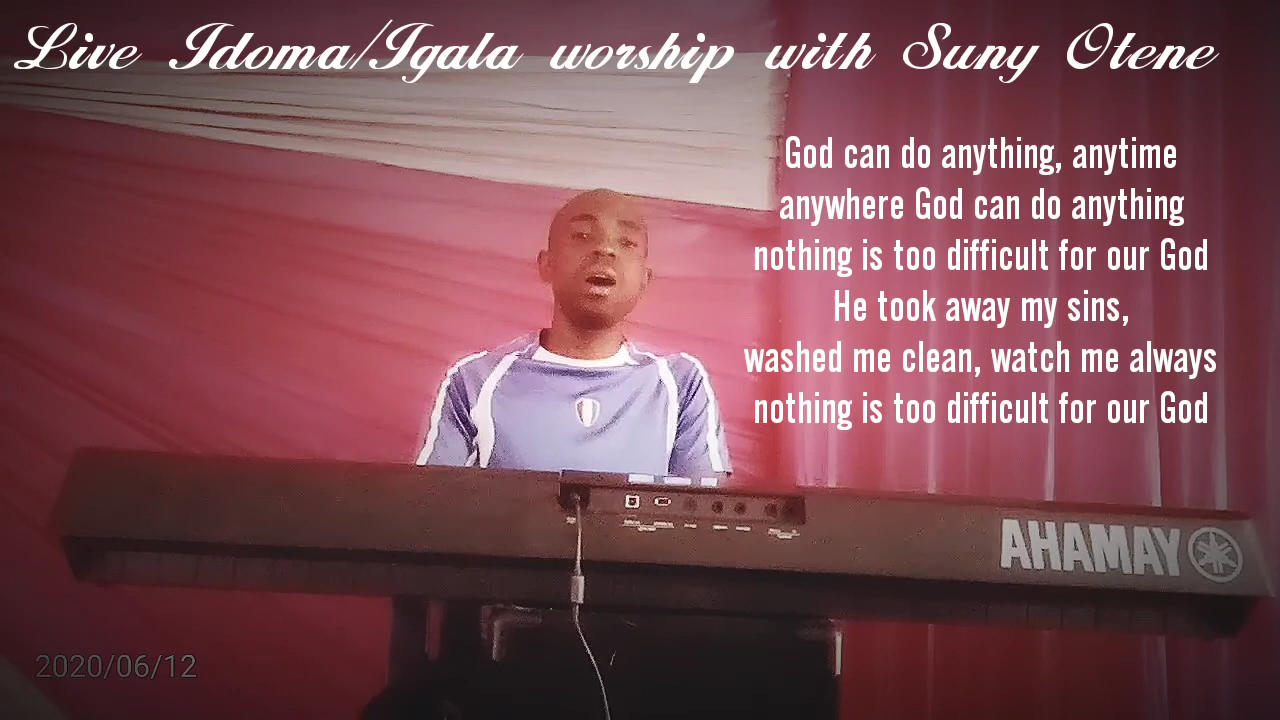 Live Idoma/Igala worship with Suny Otene
God can do anything, anytime
anywhere God can do anything
nothing is too difficult for our God
He took away my sins,
washed me clean, watch me always
nothing is too difficult for our God
AHAMAY
2020/06/12